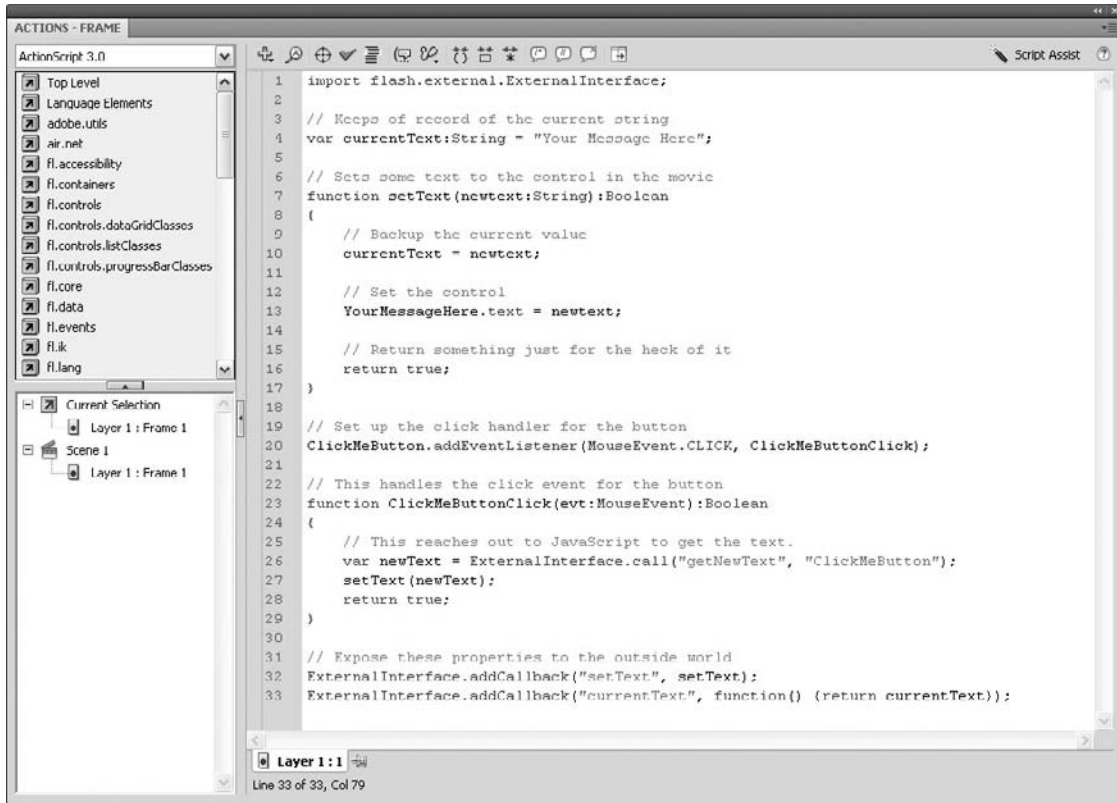 ACTIONS - FRAME
ActionScript 3.0
Top Level
Language Elements
adobe.utils
air.net
fl.accessibility
fl.containers
fl.controls
fl.controls.dataGridClasses
fl.controls.listClasses
fl.controls.progressBarClasses
fl.core
fl.data
fl.events
fl.ik
fl.lang
Current Selection
Layer 1 : Frame 1
Scene 1
Layer 1 : Frame 1
Script Assist
1 import flash.external.ExternalInterface;
2
3 // Keeps of record of the current string
4 var currentText:String = "Your Message Here";
5
6 // Sets some text to the control in the movie
7 function setText(newtext:String):Boolean
8 {
9 // Backup the current value
10 currentText = newtext;
11
12 // Set the control
13 YourMessageHere.text = newtext;
14
15 // Return something just for the heck of it
16 return true;
17 }
18
19 // Set up the click handler for the button
20 ClickMeButton.addEventListener(MouseEvent.CLICK, ClickMeButtonClick);
21
22 // This handles the click event for the button
23 function ClickMeButtonClick(evt:MouseEvent):Boolean
24 {
25 // This reaches out to JavaScript to get the text.
26 var newText = ExternalInterface.call("getNewText", "ClickMeButton");
27 setText(newText);
28 return true;
29 }
30
31 // Expose these properties to the outside world
32 ExternalInterface.addCallback("setText", setText);
33 ExternalInterface.addCallback("currentText", function() {return currentText});
Layer 1 : 1
Line 33 of 33, Col 79